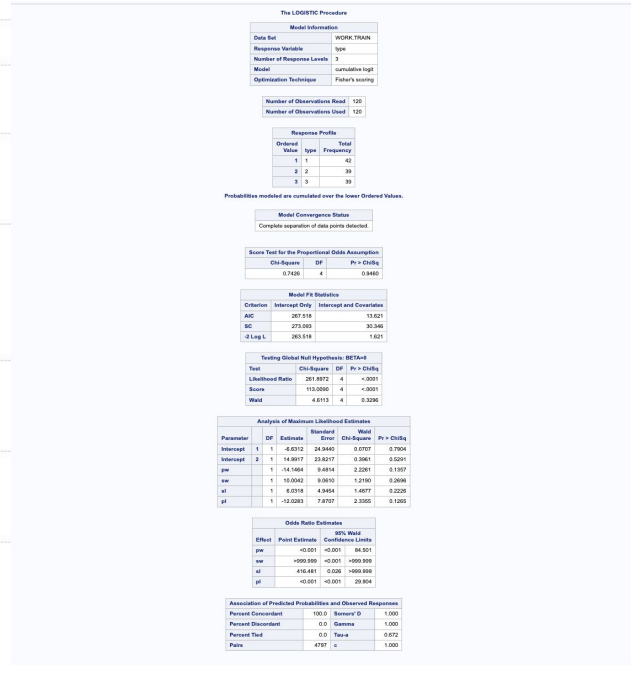 The LOGISTIC Procedure
Model Information
Data Set WORK.TRAIN
Response Variable type
Number of Response Levels 3
Model cumulative logit
Optimization Technique Fisher's scoring
Number of Observations Read 120
Number of Observations Used 120
Response Profile
Ordered Value type Total Frequency
1 1 42
2 2 39
3 3 39
Probabilities modeled are cumulated over the lower Ordered Values.
Model Convergence Status
Complete separation of data points detected.
Score Test for the Proportional Odds Assumption
Chi-Square DF Pr > ChiSq
0.7426 4 0.9460
Model Fit Statistics
Criterion Intercept Only Intercept and Covariates
AIC 267.518 13.621
SC 273.093 30.346
-2 Log L 263.518 1.621
Testing Global Null Hypothesis: BETA=0
Test Chi-Square DF Pr > ChiSq
Likelihood Ratio 261.8972 4 <.0001
Score 113.0090 4 <.0001
Wald 4.6113 4 0.3296
Analysis of Maximum Likelihood Estimates
Parameter DF Estimate Standard Error Wald Chi-Square Pr > ChiSq
Intercept 1 1 -6.6312 24.9440 0.0707 0.7904
Intercept 2 1 14.9917 23.8217 0.3961 0.5291
pw 1 -14.1464 9.4814 2.2261 0.1357
sw 1 10.0042 9.0610 1.2190 0.2696
sl 1 6.0318 4.9454 1.4877 0.2226
pl 1 -12.0283 7.8707 2.3355 0.1265
Odds Ratio Estimates
Effect Point Estimate 95% Wald Confidence Limits
pw <0.001 <0.001 84.501
sw >999.999 <0.001 >999.999
sl 416.481 0.026 >999.999
pl <0.001 <0.001 29.904
Association of Predicted Probabilities and Observed Responses
Percent Concordant 100.0 Somers' D 1.000
Percent Discordant 0.0 Gamma 1.000
Percent Tied 0.0 Tau-a 0.672
Pairs 4797 c 1.000